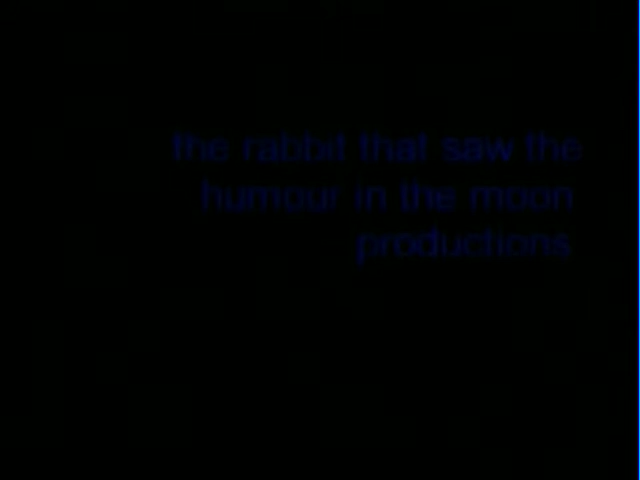 the rabbit that saw the
humour in the moon
productions